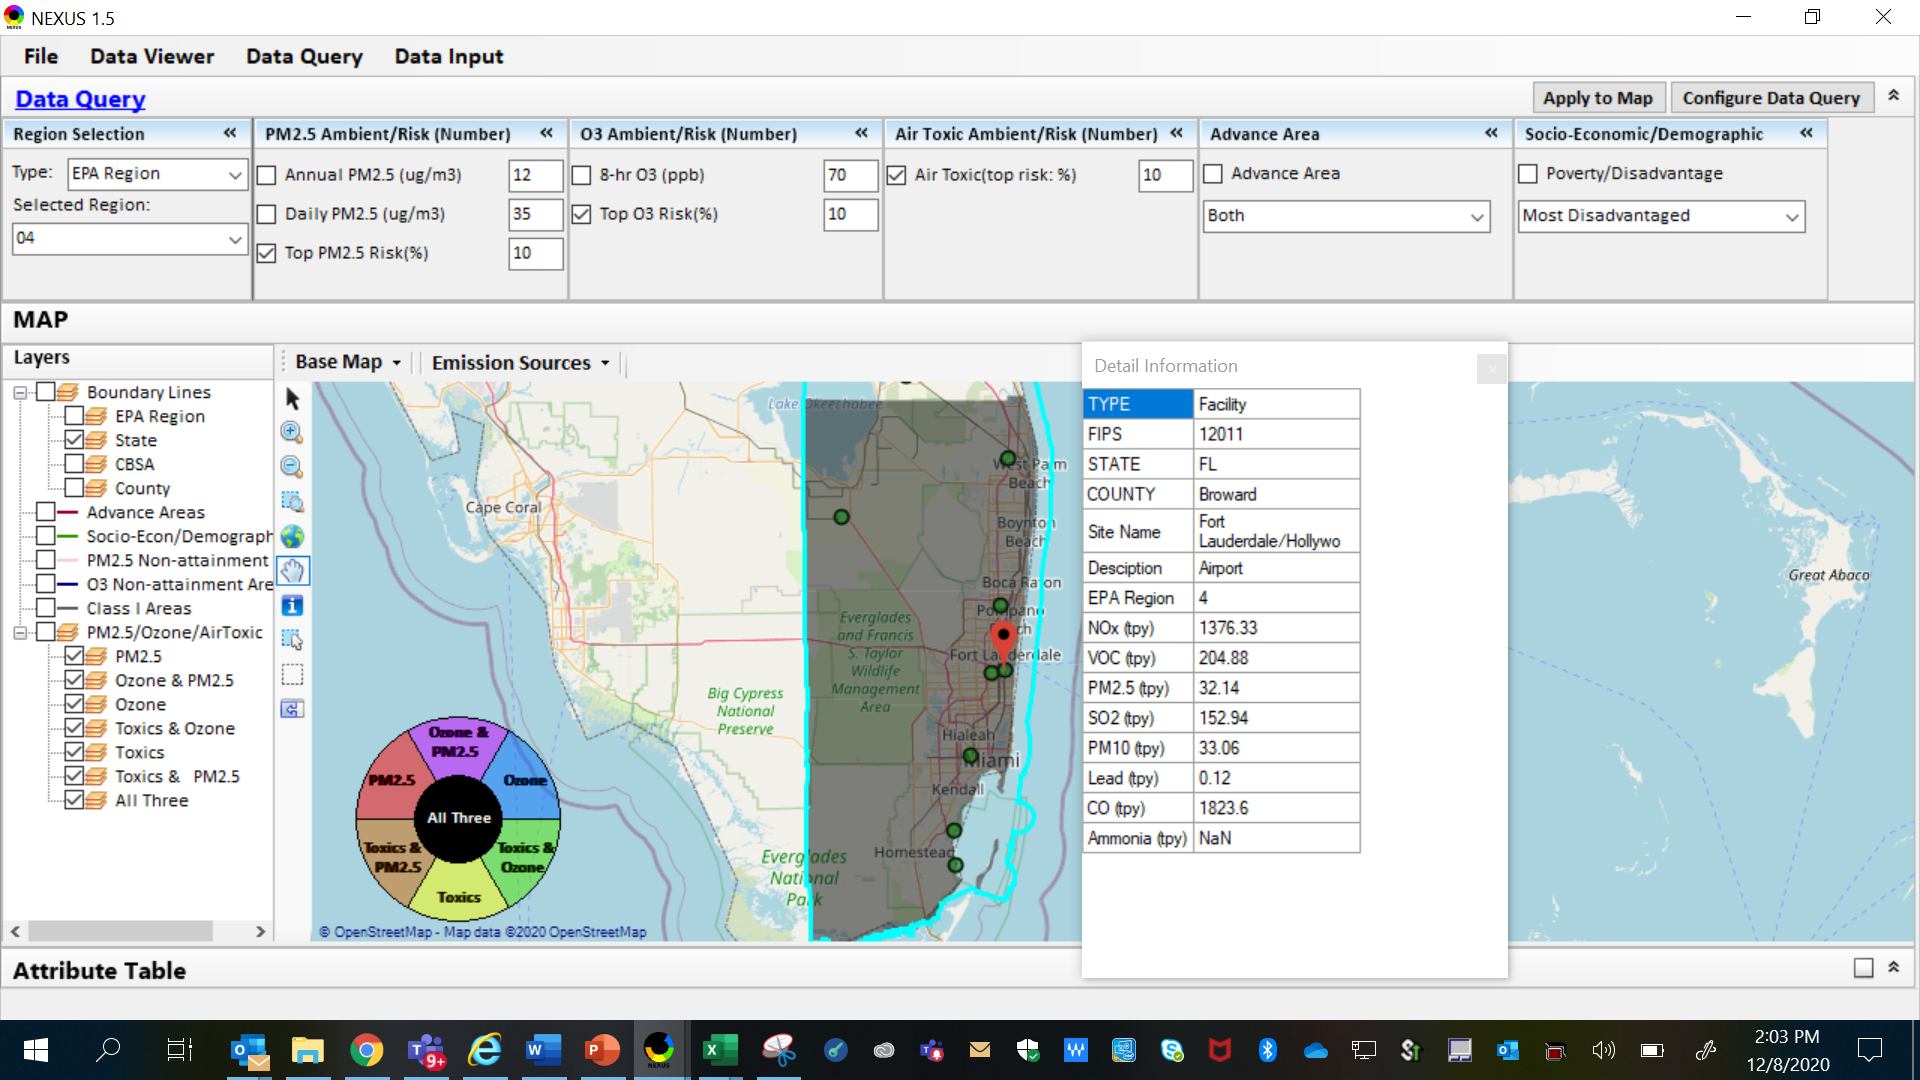 NEXUS 1.5
File Data Viewer Data Query Data Input
Data Query Apply to Map Configure Data Query
Region Selection
Type: EPA Region
Selected Region:
04
PM2.5 Ambient/Risk (Number)
Annual PM2.5 (ug/m3) 12
Daily PM2.5 (ug/m3) 35
Top PM2.5 Risk(%) 10
O3 Ambient/Risk (Number)
8-hr O3 (ppb) 70
Top O3 Risk(%) 10
Air Toxic Ambient/Risk (Number)
Air Toxic(top risk: %) 10
Advance Area
Advance Area
Both
Socio-Economic/Demographic
Poverty/Disadvantage
Most Disadvantaged
MAP
Layers
Boundary Lines
EPA Region
State
CBSA
County
Advance Areas
Socio-Econ/Demograph
PM2.5 Non-attainment
O3 Non-attainment Are
Class I Areas
PM2.5/Ozone/AirToxic
PM2.5
Ozone & PM2.5
Ozone
Toxics & Ozone
Toxics
Toxics & PM2.5
All Three
Base Map Emission Sources
Lake Okeechobee
West Palm
Beach
Cape Coral
Boynton
Beach
Boca Raton
Pompano
Beach
Everglades
and Francis
S. Taylor
Wildlife
Management
Area
Fort Lauderdale
Big Cypress
National
Preserve
Hialeah
Miami
Kendall
Homestead
Everglades
National
Park
Great Abaco
Ozone &
PM2.5
PM2.5
Ozone
All Three
Toxics &
PM2.5
Toxics &
Ozone
Toxics
© OpenStreetMap - Map data ©2020 OpenStreetMap
Detail Information
TYPE Facility
FIPS 12011
STATE FL
COUNTY Broward
Site Name Fort
Lauderdale/Hollywo
Desciption Airport
EPA Region 4
NOx (tpy) 1376.33
VOC (tpy) 204.88
PM2.5 (tpy) 32.14
SO2 (tpy) 152.94
PM10 (tpy) 33.06
Lead (tpy) 0.12
CO (tpy) 1823.6
Ammonia (tpy) NaN
Attribute Table
9+
2:03 PM
12/8/2020